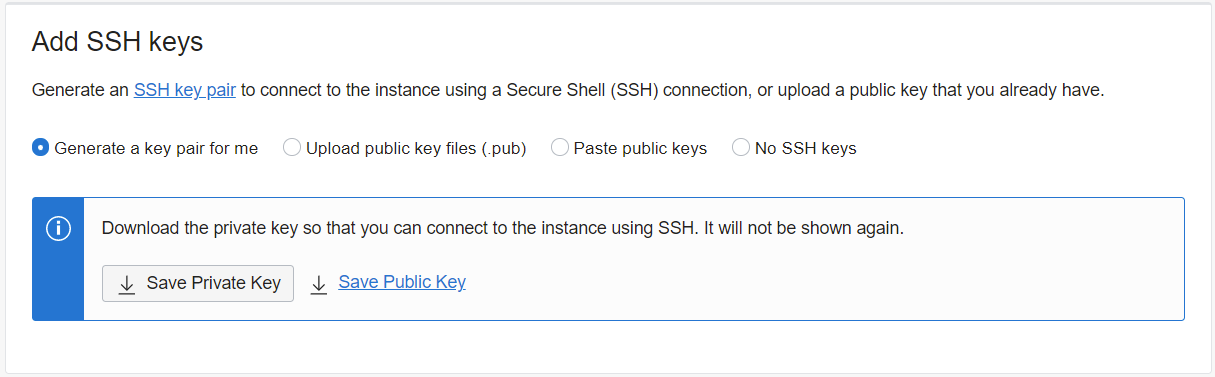 Add SSH keys
Generate an SSH key pair to connect to the instance using a Secure Shell (SSH) connection, or upload a public key that you already have.
Generate a key pair for me Upload public key files (.pub) Paste public keys No SSH keys
Download the private key so that you can connect to the instance using SSH. It will not be shown again.
Save Private Key Save Public Key